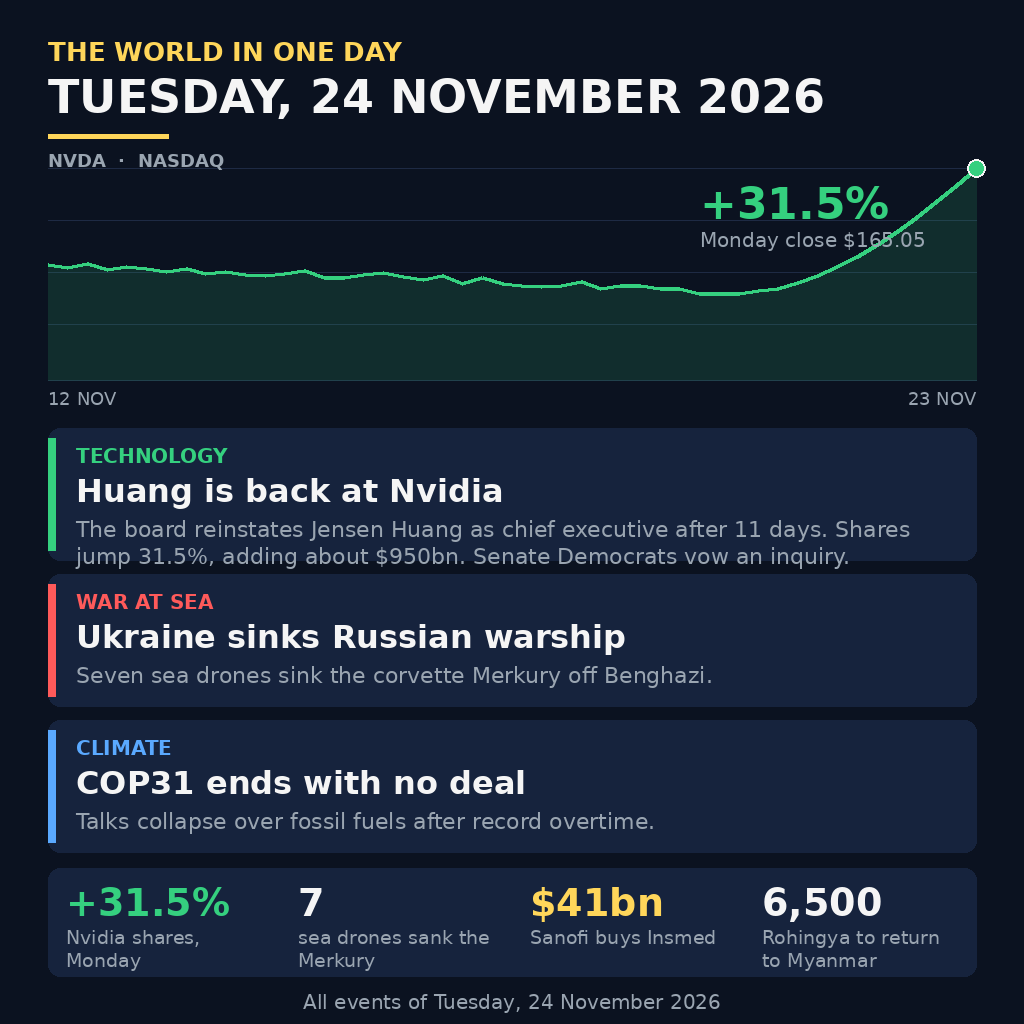 THE WORLD IN ONE DAY
TUESDAY, 24 NOVEMBER 2026
NVDA · NASDAQ
+31.5%
Monday close $165.05
12 NOV
23 NOV
TECHNOLOGY
Huang is back at Nvidia
The board reinstates Jensen Huang as chief executive after 11 days. Shares
jump 31.5%, adding about $950bn. Senate Democrats vow an inquiry.
WAR AT SEA
Ukraine sinks Russian warship
Seven sea drones sink the corvette Merkury off Benghazi.
CLIMATE
COP31 ends with no deal
Talks collapse over fossil fuels after record overtime.
+31.5%
Nvidia shares,
Monday
7
sea drones sank the
Merkury
$41bn
Sanofi buys Insmed
6,500
Rohingya to return
to Myanmar
All events of Tuesday, 24 November 2026